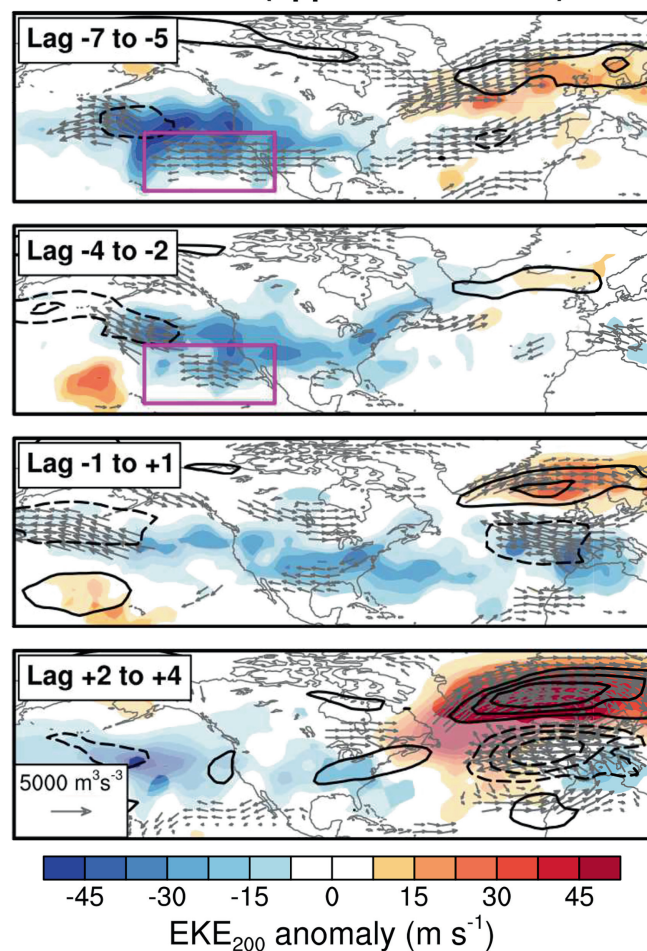 Lag -7 to -5
Lag -4 to -2
Lag -1 to +1
Lag +2 to +4
5000 m³s⁻³
-45 -30 -15 0 15 30 45
EKE₂₀₀ anomaly (m s⁻¹)